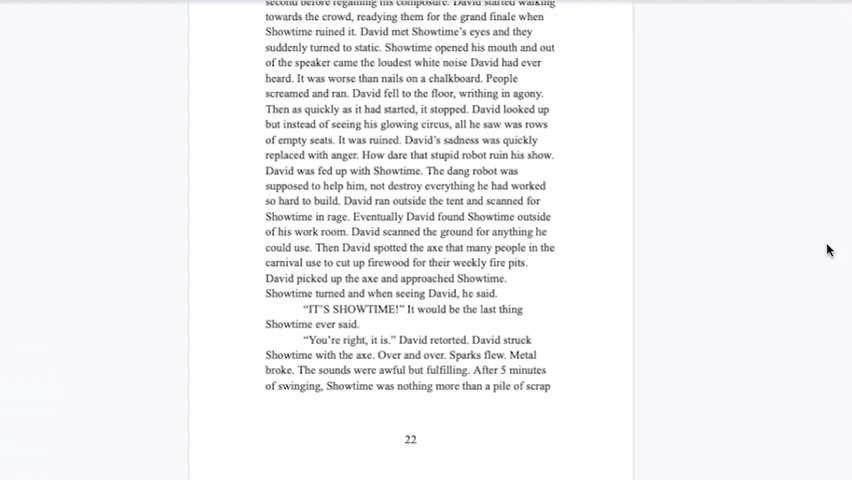 second before regaining his composure. David started walking
towards the crowd, readying them for the grand finale when
Showtime ruined it. David met Showtime’s eyes and they
suddenly turned to static. Showtime opened his mouth and out
of the speaker came the loudest white noise David had ever
heard. It was worse than nails on a chalkboard. People
screamed and ran. David fell to the floor, writhing in agony.
Then as quickly as it had started, it stopped. David looked up
but instead of seeing his glowing circus, all he saw was rows
of empty seats. It was ruined. David’s sadness was quickly
replaced with anger. How dare that stupid robot ruin his show.
David was fed up with Showtime. The dang robot was
supposed to help him, not destroy everything he had worked
so hard to build. David ran outside the tent and scanned for
Showtime in rage. Eventually David found Showtime outside
of his work room. David scanned the ground for anything he
could use. Then David spotted the axe that many people in the
carnival use to cut up firewood for their weekly fire pits.
David picked up the axe and approached Showtime.
Showtime turned and when seeing David, he said.
“IT’S SHOWTIME!” It would be the last thing
Showtime ever said.
“You’re right, it is.” David retorted. David struck
Showtime with the axe. Over and over. Sparks flew. Metal
broke. The sounds were awful but fulfilling. After 5 minutes
of swinging, Showtime was nothing more than a pile of scrap
22